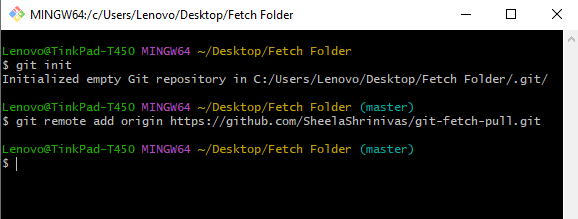 MINGW64:/c/Users/Lenovo/Desktop/Fetch Folder
Lenovo@TinkPad-T450 MINGW64 ~/Desktop/Fetch Folder
$ git init
Initialized empty Git repository in C:/Users/Lenovo/Desktop/Fetch Folder/.git/
Lenovo@TinkPad-T450 MINGW64 ~/Desktop/Fetch Folder (master)
$ git remote add origin https://github.com/SheelaShrinivas/git-fetch-pull.git
Lenovo@TinkPad-T450 MINGW64 ~/Desktop/Fetch Folder (master)
$